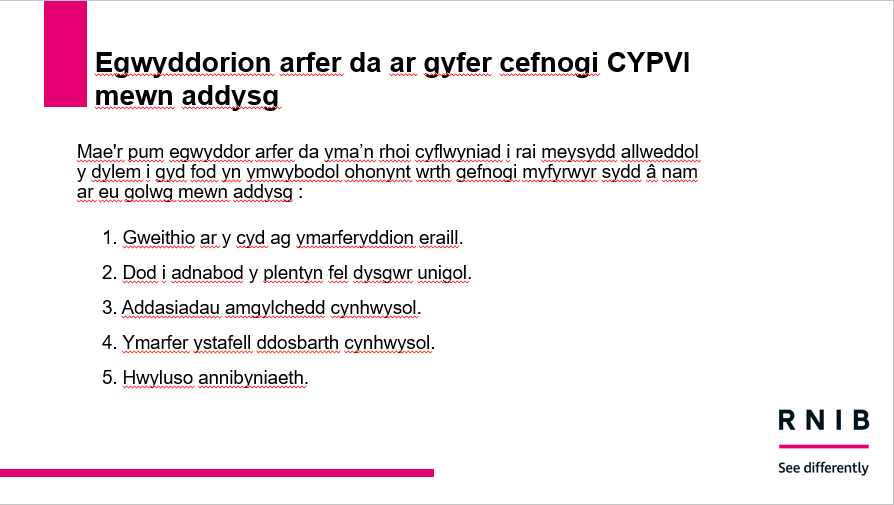 Egwyddorion arfer da ar gyfer cefnogi CYPVI
mewn addysg
Mae'r pum egwyddor arfer da yma’n rhoi cyflwyniad i rai meysydd allweddol
y dylem i gyd fod yn ymwybodol ohonynt wrth gefnogi myfyrwyr sydd â nam
ar eu golwg mewn addysg :
1. Gweithio ar y cyd ag ymarferyddion eraill.
2. Dod i adnabod y plentyn fel dysgwr unigol.
3. Addasiadau amgylchedd cynhwysol.
4. Ymarfer ystafell ddosbarth cynhwysol.
5. Hwyluso annibyniaeth.
RNIB
See differently